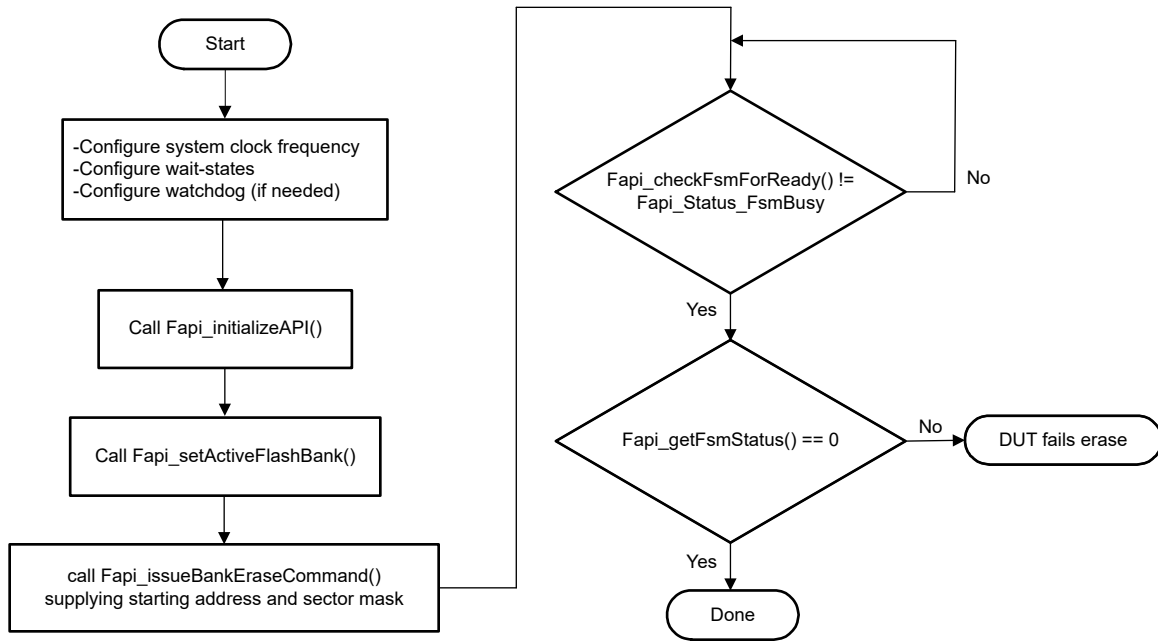 Start
-Configure system clock frequency
-Configure wait-states
-Configure watchdog (if needed)
Call Fapi_initializeAPI()
Call Fapi_setActiveFlashBank()
call Fapi_issueBankEraseCommand()
supplying starting address and sector mask
Fapi_checkFsmForReady() !=
Fapi_Status_FsmBusy
No
Yes
Fapi_getFsmStatus() == 0
No
DUT fails erase
Yes
Done